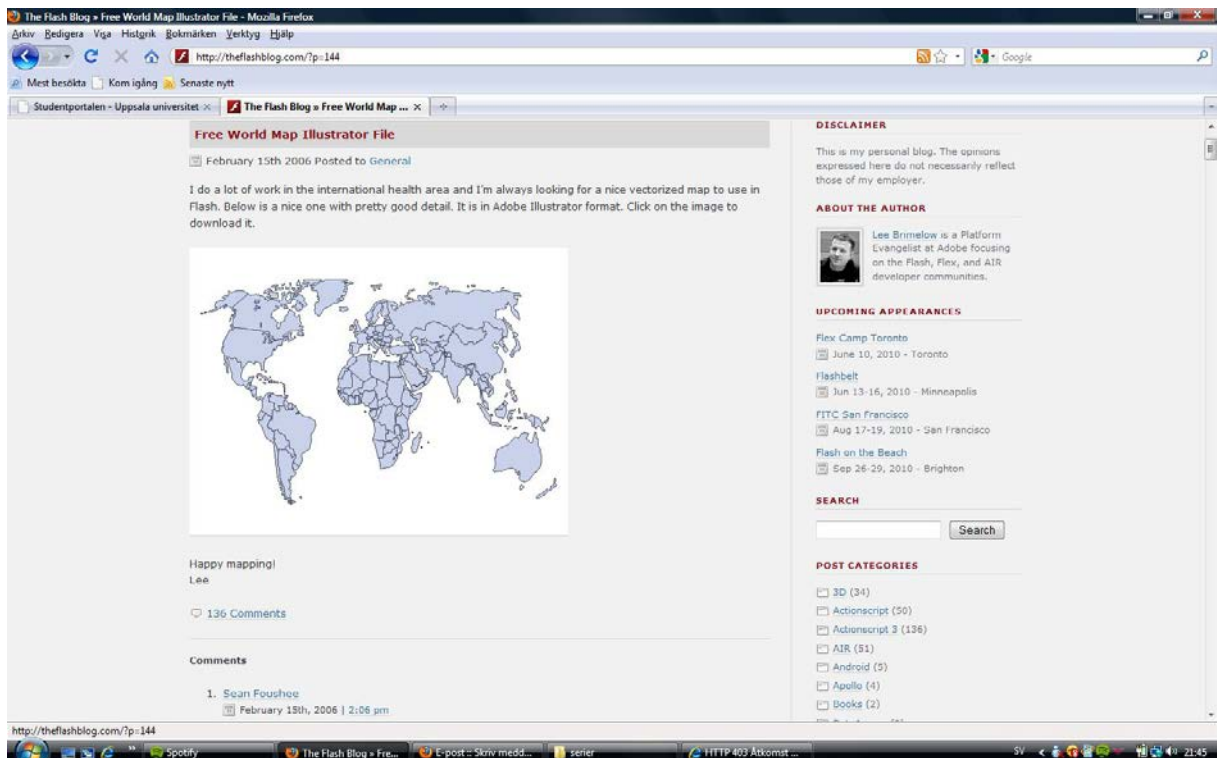 The Flash Blog » Free World Map Illustrator File - Mozilla Firefox
Arkiv Redigera Visa Historik Bokmärken Verktyg Hjälp
http://theflashblog.com/?p=144
Google
Mest besökta Kom igång Senaste nytt
Studentportalen - Uppsala universitet
The Flash Blog » Free World Map ...
Free World Map Illustrator File
February 15th 2006 Posted to General
I do a lot of work in the international health area and I'm always looking for a nice vectorized map to use in
Flash. Below is a nice one with pretty good detail. It is in Adobe Illustrator format. Click on the image to
download it.
Happy mapping!
Lee
136 Comments
Comments
1. Sean Foushee
February 15th, 2006 | 2:06 pm
DISCLAIMER
This is my personal blog. The opinions
expressed here do not necessarily reflect
those of my employer.
ABOUT THE AUTHOR
Lee Brimelow is a Platform
Evangelist at Adobe focusing
on the Flash, Flex, and AIR
developer communities.
UPCOMING APPEARANCES
Flex Camp Toronto
June 10, 2010 - Toronto
Flashbelt
Jun 13-16, 2010 - Minneapolis
FITC San Francisco
Aug 17-19, 2010 - San Francisco
Flash on the Beach
Sep 26-29, 2010 - Brighton
SEARCH
Search
POST CATEGORIES
3D (34)
Actionscript (50)
Actionscript 3 (136)
AIR (51)
Android (5)
Apollo (4)
Books (2)
http://theflashblog.com/?p=144
Spotify
The Flash Blog » Fre...
E-post :: Skriv medd...
serier
HTTP 403 Åtkomst ...
SV
21:45